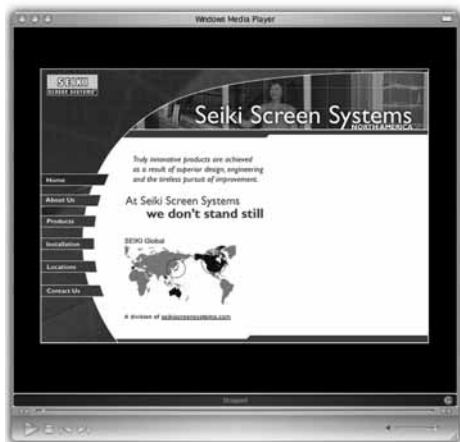 Windows Media Player
SEIKI
SCREEN SYSTEMS
Seiki Screen Systems
NORTH AMERICA
Truly innovative products are achieved
as a result of superior design, engineering
and the tireless pursuit of improvement.
Home
About Us
At Seiki Screen Systems
we don't stand still
Products
Installation
SEIKI Global
Locations
Contact Us
A division of seikiscreensystems.com
Stopped